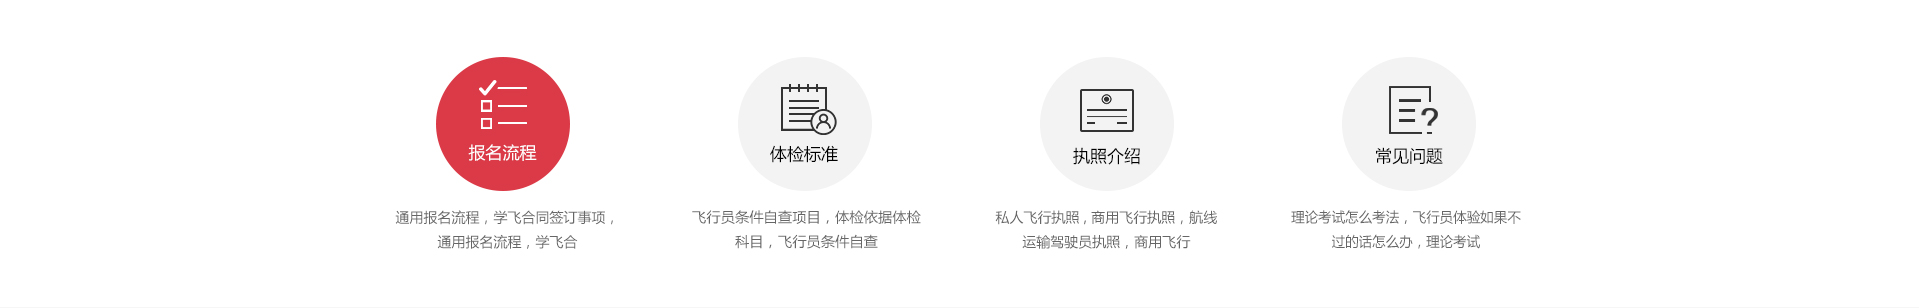 报名流程
通用报名流程，学飞合同签订事项，
通用报名流程，学飞合
体检标准
飞行员条件自查项目，体检依据体检
科目，飞行员条件自查
执照介绍
私人飞行执照，商用飞行执照，航线
运输驾驶员执照，商用飞行
常见问题
理论考试怎么考法，飞行员体验如果不
过的话怎么办，理论考试